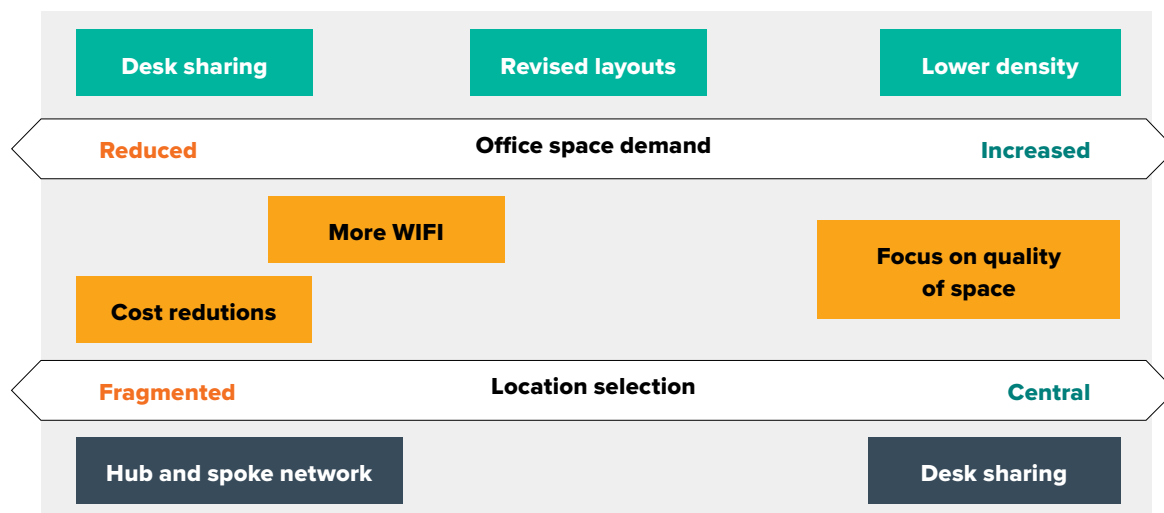 Desk sharing
Revised layouts
Lower density
Reduced
Office space demand
Increased
More WIFI
Focus on quality
of space
Cost redutions
Fragmented
Location selection
Central
Hub and spoke network
Desk sharing